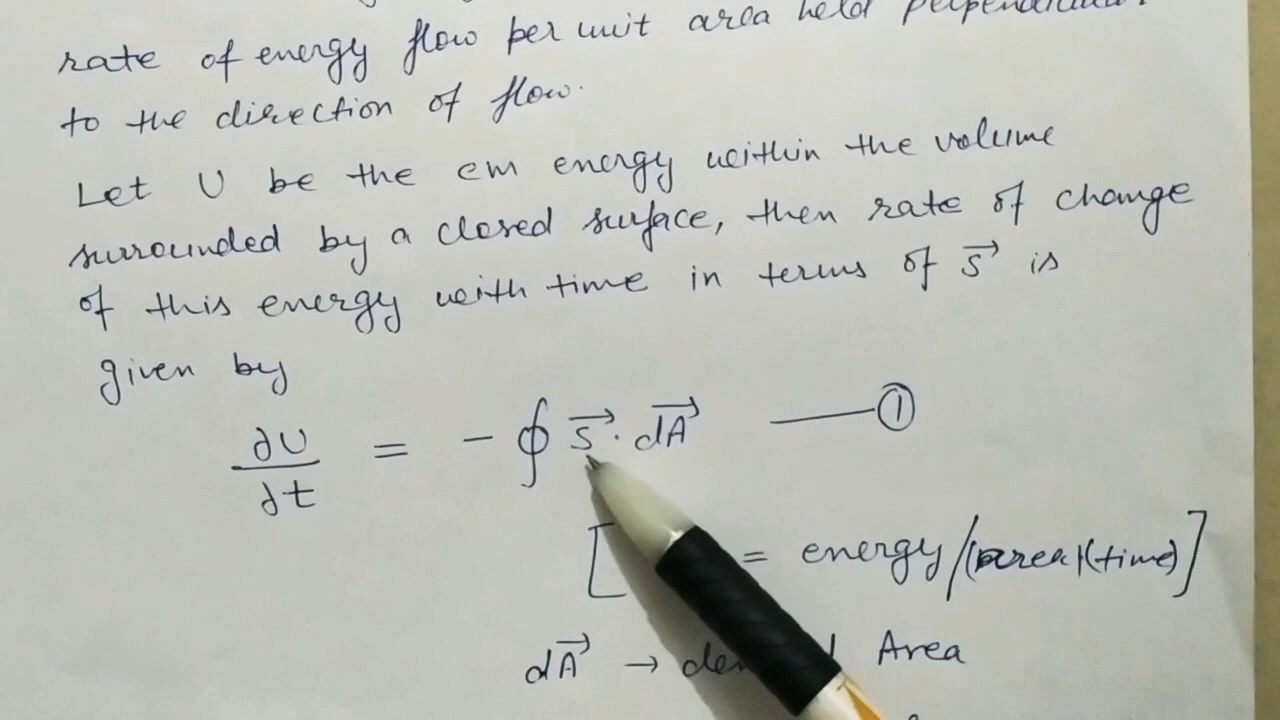 rate of energy flow per unit area held perpendicular
to the direction of flow.
Let U be the em energy within the volume
surrounded by a closed surface, then rate of change
of this energy with time in terms of S⃗ is
given by
∂U/∂t = - ∮ S⃗ · dA⃗ —— ①
[ = energy/(area)(time)]
dA⃗ → Area